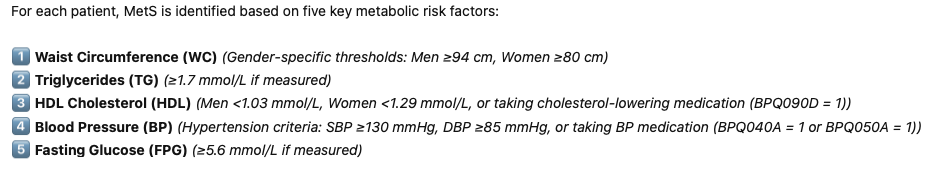 For each patient, MetS is identified based on five key metabolic risk factors:
1 Waist Circumference (WC) (Gender-specific thresholds: Men ≥94 cm, Women ≥80 cm)
2 Triglycerides (TG) (≥1.7 mmol/L if measured)
3 HDL Cholesterol (HDL) (Men <1.03 mmol/L, Women <1.29 mmol/L, or taking cholesterol-lowering medication (BPQ090D = 1))
4 Blood Pressure (BP) (Hypertension criteria: SBP ≥130 mmHg, DBP ≥85 mmHg, or taking BP medication (BPQ040A = 1 or BPQ050A = 1))
5 Fasting Glucose (FPG) (≥5.6 mmol/L if measured)